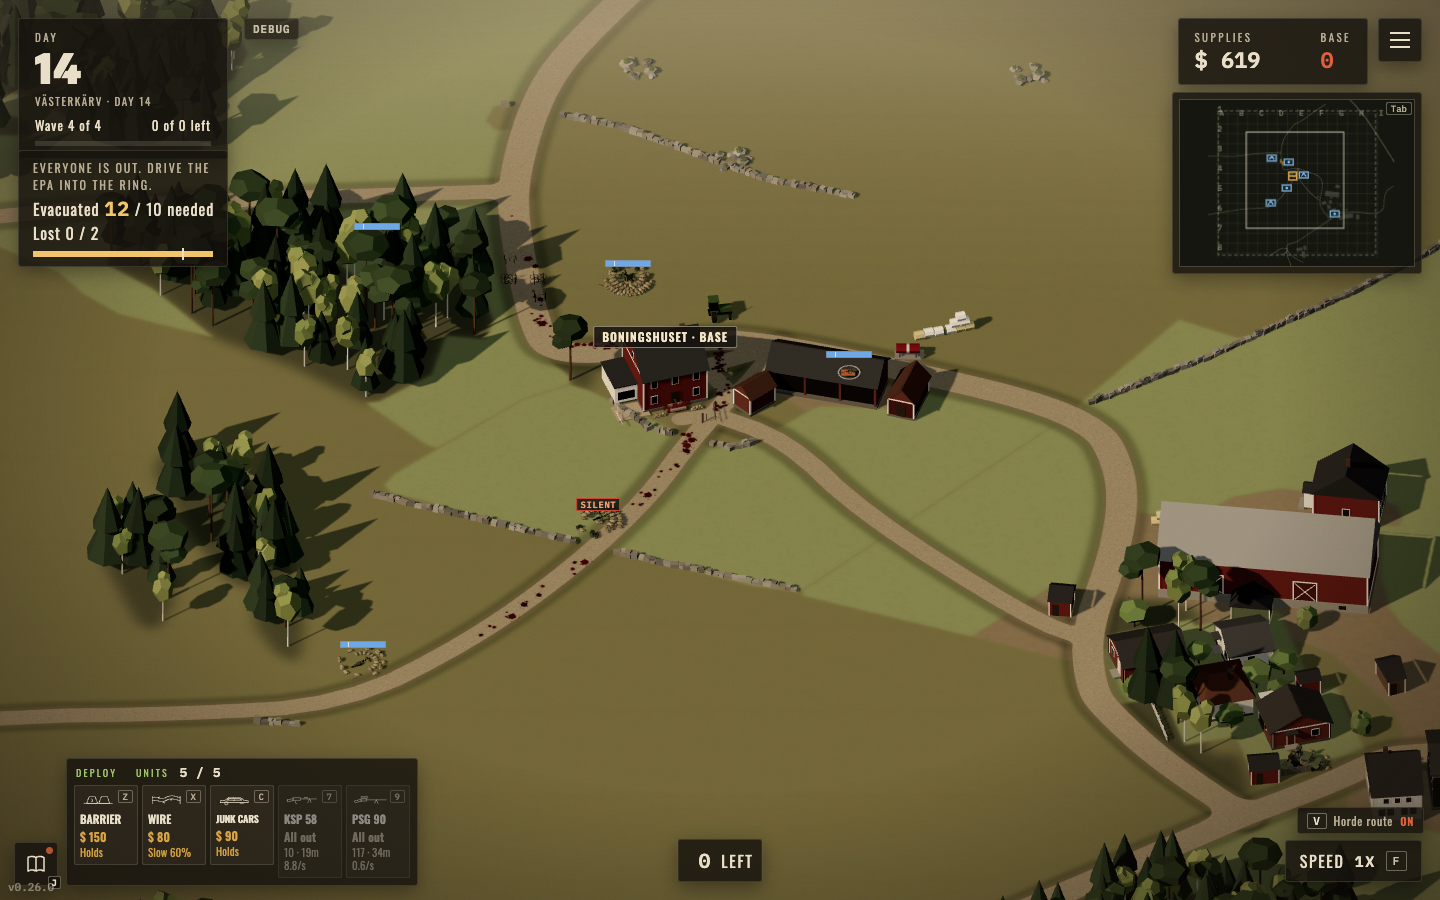 DAY
14
VÄSTERKÄRV · DAY 14
Wave 4 of 4 0 of 0 left
EVERYONE IS OUT. DRIVE THE
EPA INTO THE RING.
Evacuated 12 / 10 needed
Lost 0 / 2
DEBUG
SUPPLIES BASE
$ 619 0
Tab
A B C D E F G H I
BONINGSHUSET · BASE
SILENT
DEPLOY UNITS 5 / 5
Z
BARRIER
$ 150
Holds
X
WIRE
$ 80
Slow 60%
C
JUNK CARS
$ 90
Holds
7
KSP 58
All out
10 · 19m
8.8/s
9
PSG 90
All out
117 · 34m
0.6/s
J
v0.26.0
0 LEFT
V Horde route ON
SPEED 1X F